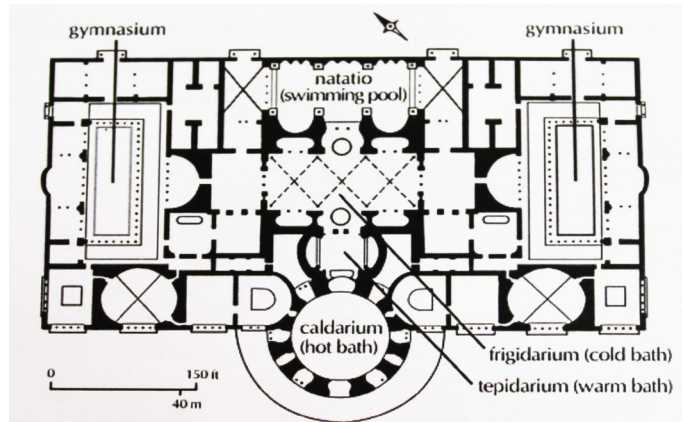 gymnasium
gymnasium
natatio
(swimming pool)
caldarium
(hot bath)
frigidarium (cold bath)
tepidarium (warm bath)
0 150 ft
40 m